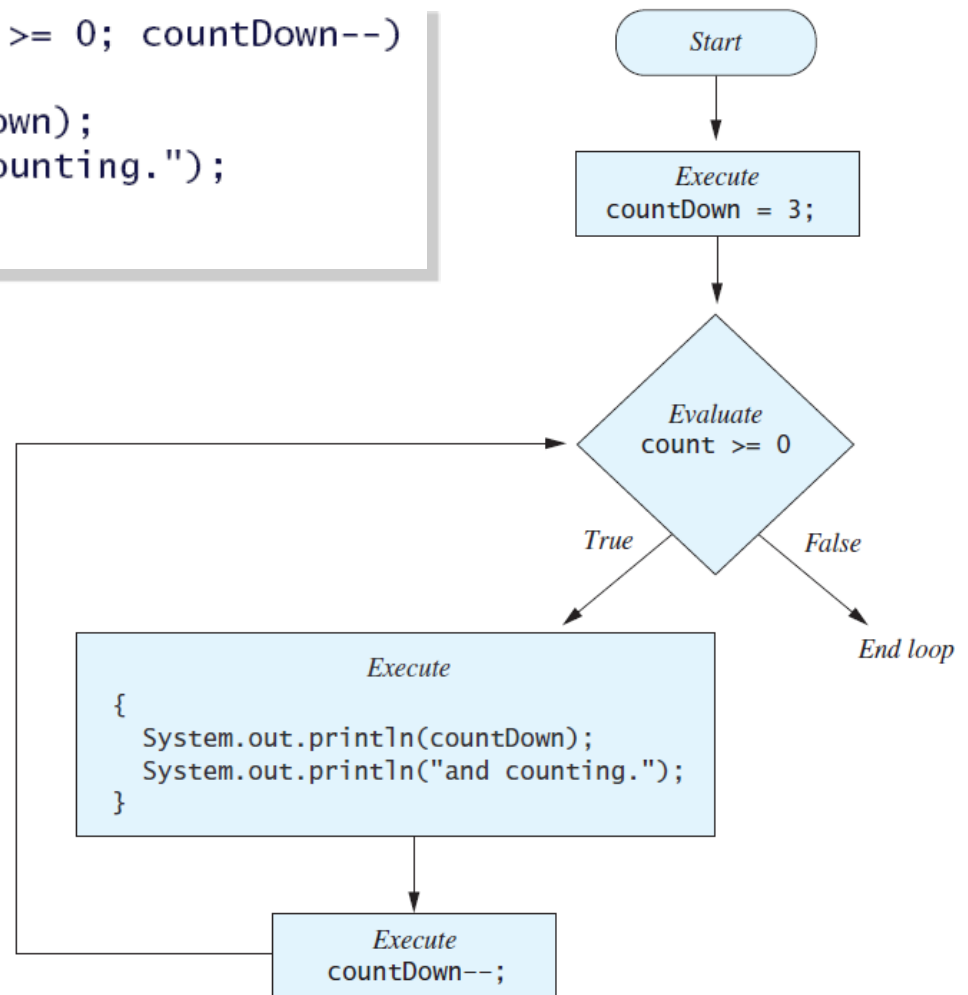 >= 0; countDown--)
own);
ounting.");
Start
Execute
countDown = 3;
Evaluate
count >= 0
True
False
End loop
Execute
{
System.out.println(countDown);
System.out.println("and counting.");
}
Execute
countDown--;